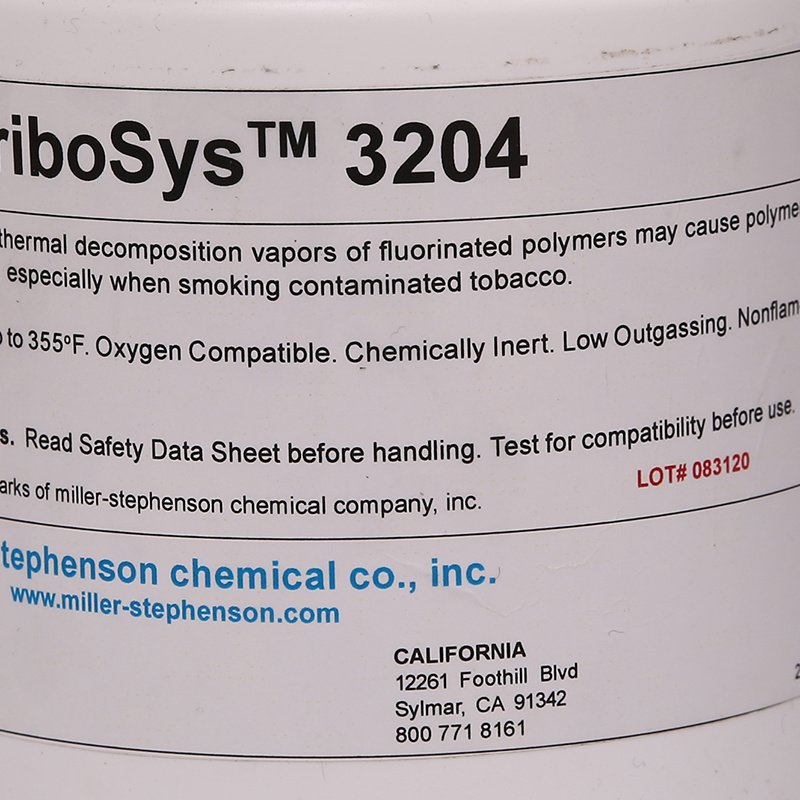 riboSys™ 3204
thermal decomposition vapors of fluorinated polymers may cause polyme
especially when smoking contaminated tobacco.
to 355ºF. Oxygen Compatible. Chemically Inert. Low Outgassing. Nonflam
s. Read Safety Data Sheet before handling. Test for compatibility before use.
LOT# 083120
arks of miller-stephenson chemical company, inc.
tephenson chemical co., inc.
www.miller-stephenson.com
CALIFORNIA
12261 Foothill Blvd
Sylmar, CA 91342
800 771 8161